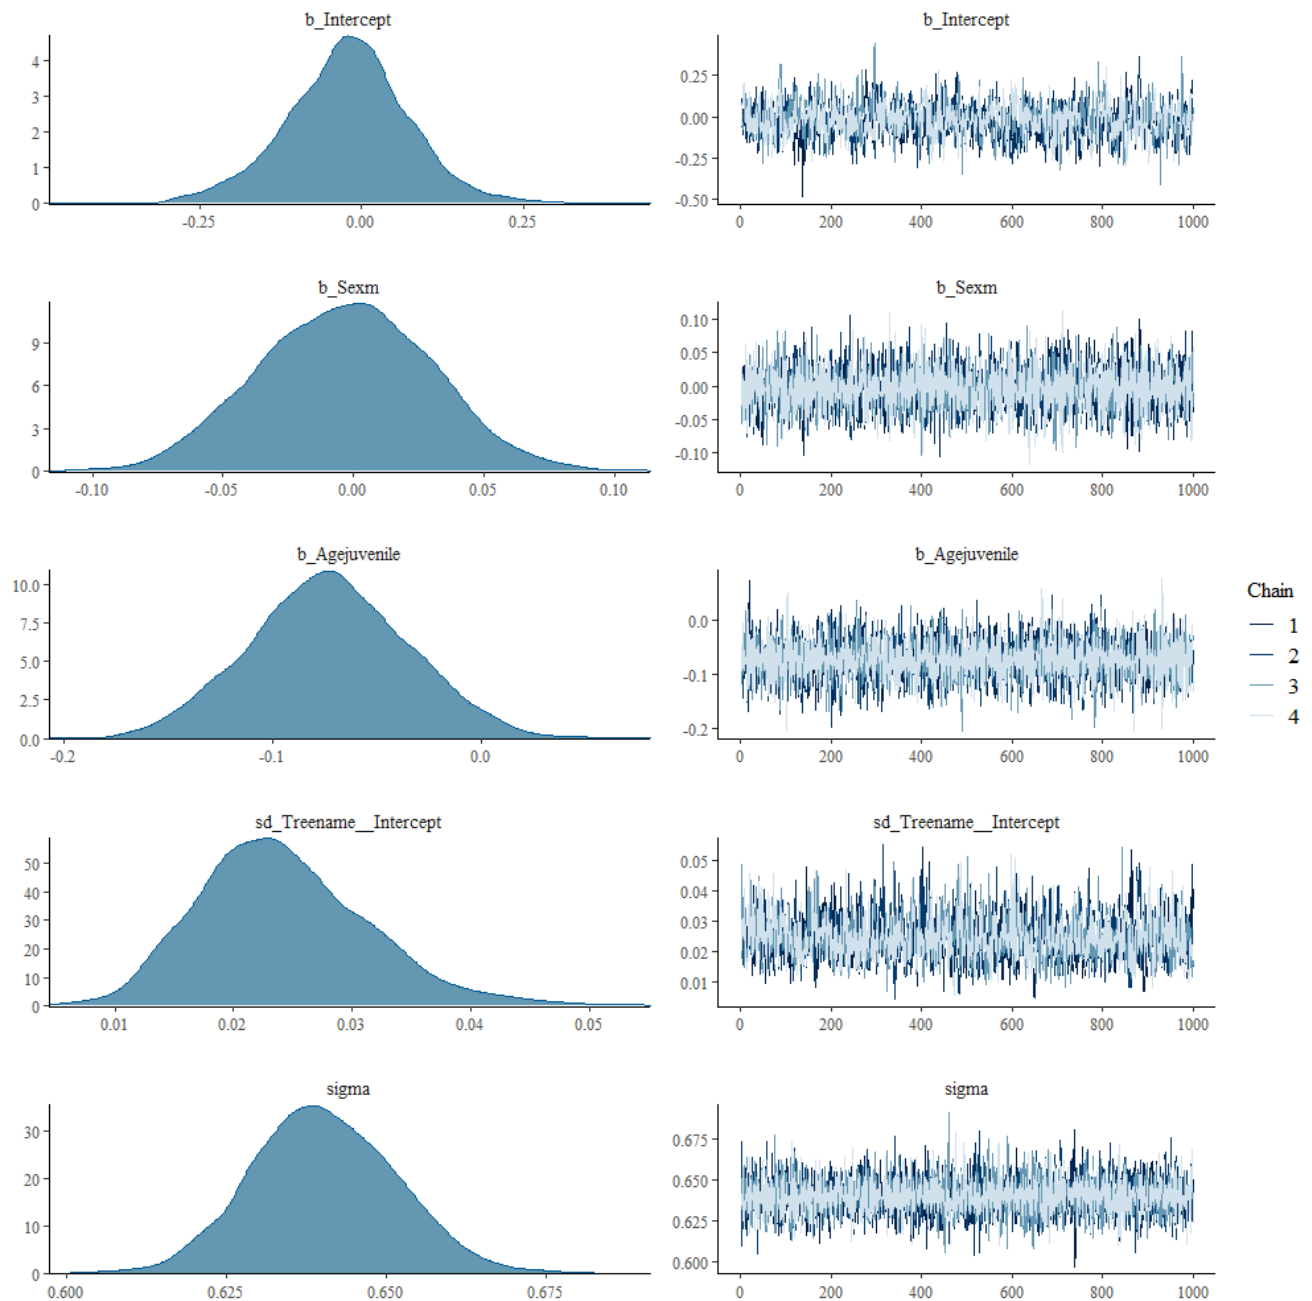 b_Intercept
4
3
2
1
0
-0.25 0.00 0.25
b_Intercept
0.25
0.00
-0.25
-0.50
0 200 400 600 800 1000
b_Sexm
9
6
3
0
-0.10 -0.05 0.00 0.05 0.10
b_Sexm
0.10
0.05
0.00
-0.05
-0.10
0 200 400 600 800 1000
b_Agejuvenile
10.0
7.5
5.0
2.5
0.0
-0.2 -0.1 0.0
b_Agejuvenile
0.0
-0.1
-0.2
0 200 400 600 800 1000
Chain
1
2
3
4
sd_Treename__Intercept
50
40
30
20
10
0
0.01 0.02 0.03 0.04 0.05
sd_Treename__Intercept
0.05
0.04
0.03
0.02
0.01
0 200 400 600 800 1000
sigma
30
20
10
0
0.600 0.625 0.650 0.675
sigma
0.675
0.650
0.625
0.600
0 200 400 600 800 1000